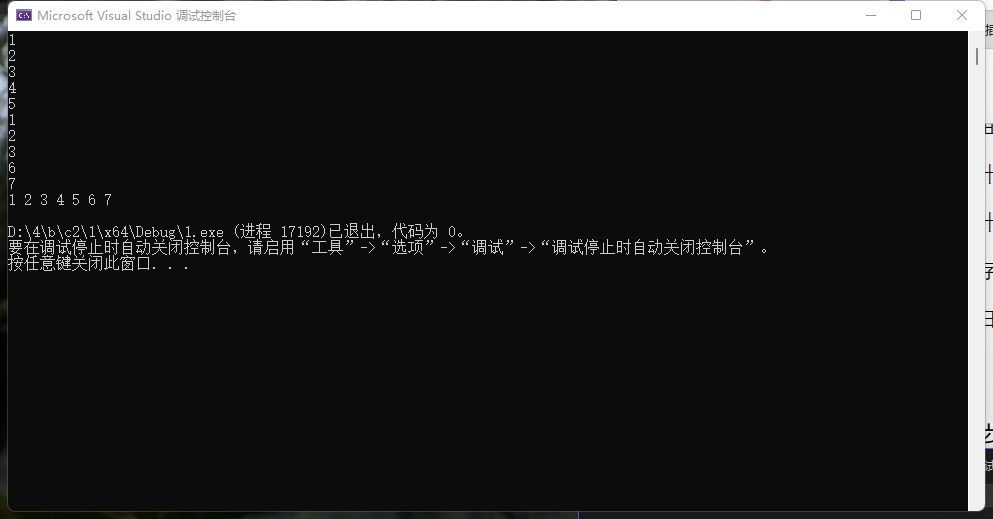 Microsoft Visual Studio 调试控制台
1
2
3
4
5
1
2
3
6
7
1 2 3 4 5 6 7
D:\4\b\c2\1\x64\Debug\1.exe (进程 17192)已退出，代码为 0。
要在调试停止时自动关闭控制台，请启用“工具”->“选项”->“调试”->“调试停止时自动关闭控制台”。
按任意键关闭此窗口. . .